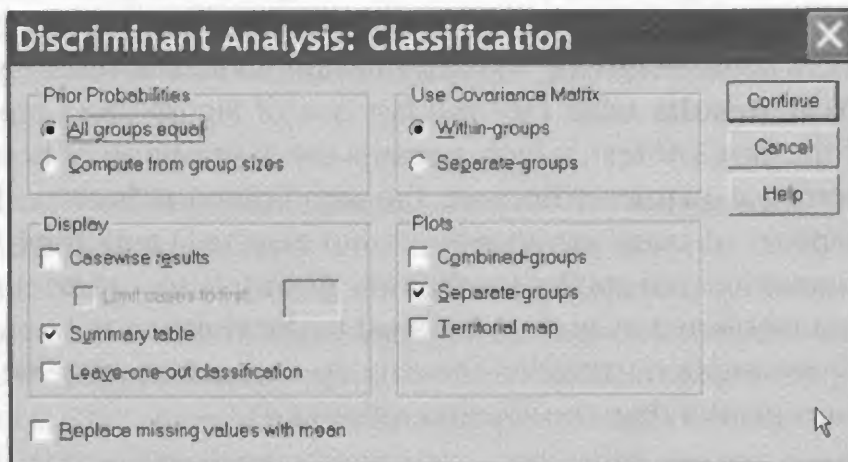 Discriminant Analysis: Classification
Prior Probabilities
All groups equal
Compute from group sizes
Use Covariance Matrix
Within-groups
Separate-groups
Continue
Cancel
Help
Display
Casewise results
Limit cases to first
Summary table
Leave-one-out classification
Plots
Combined-groups
Separate-groups
Territorial map
Replace missing values with mean